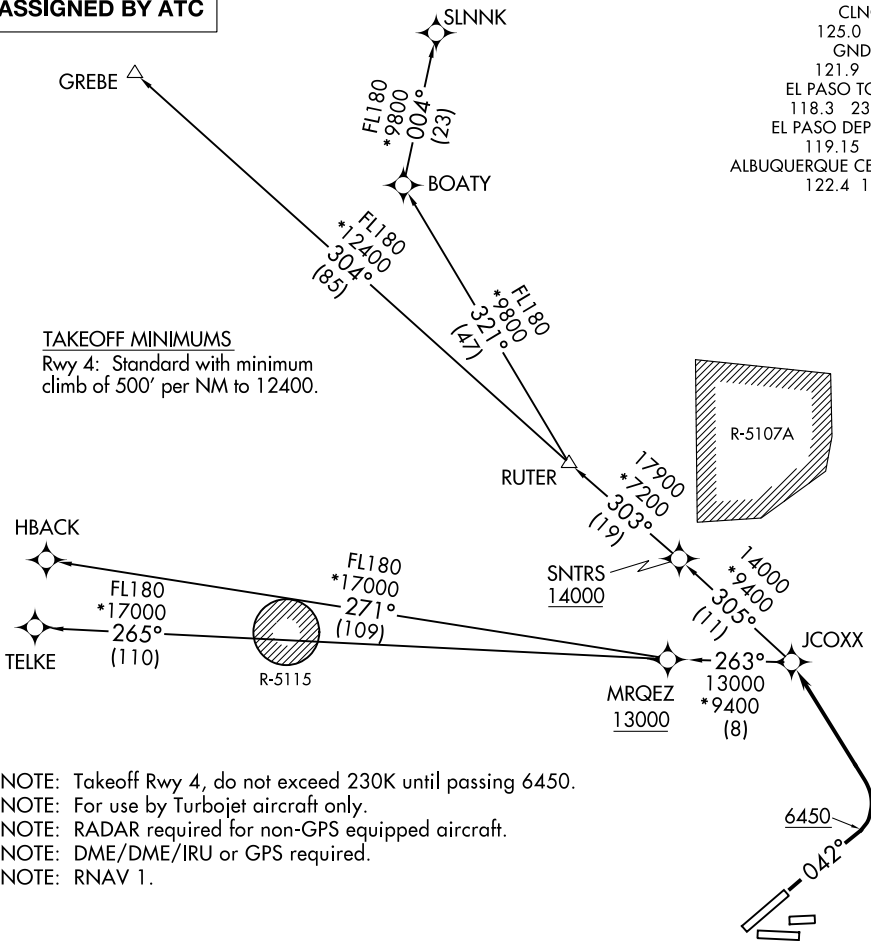 ASSIGNED BY ATC
CLN
125.0
GND
121.9
EL PASO TO
118.3 23
EL PASO DEP
119.15
ALBUQUERQUE CE
122.4 1
SLNNK
GREBE
FL180
*9800
004°
(23)
BOATY
FL180
*12400
304°
(85)
FL180
*9800
321°
(47)
TAKEOFF MINIMUMS
Rwy 4: Standard with minimum
climb of 500' per NM to 12400.
R-5107A
RUTER
17900
*7200
303°
(19)
HBACK
SNTRS
14000
14000
*9400
305°
(11)
FL180
*17000
271°
(109)
FL180
*17000
265°
(110)
TELKE
R-5115
JCOXX
263°
13000
*9400
(8)
MRQEZ
13000
NOTE: Takeoff Rwy 4, do not exceed 230K until passing 6450.
NOTE: For use by Turbojet aircraft only.
NOTE: RADAR required for non-GPS equipped aircraft.
NOTE: DME/DME/IRU or GPS required.
NOTE: RNAV 1.
6450
042°